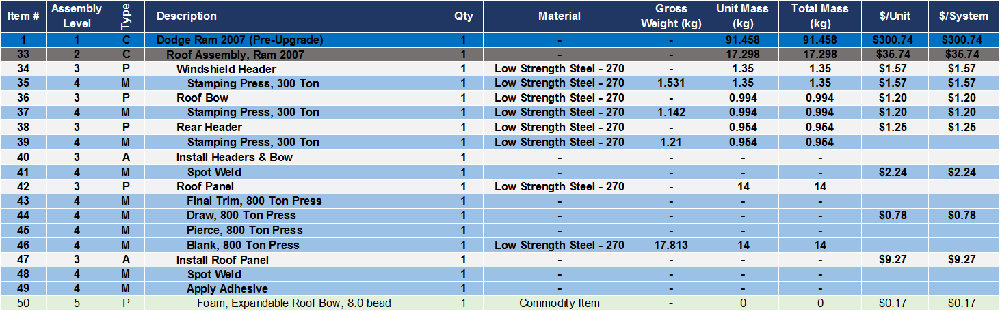 Item # Assembly Level Type Description Qty Material Gross Weight (kg) Unit Mass (kg) Total Mass (kg) $/Unit $/System
1 1 C Dodge Ram 2007 (Pre-Upgrade) 1 - - 91.458 91.458 $300.74 $300.74
33 2 C Roof Assembly, Ram 2007 1 - - 17.298 17.298 $35.74 $35.74
34 3 P Windshield Header 1 Low Strength Steel - 270 - 1.35 1.35 $1.57 $1.57
35 4 M Stamping Press, 300 Ton 1 Low Strength Steel - 270 1.531 1.35 1.35 $1.57 $1.57
36 3 P Roof Bow 1 Low Strength Steel - 270 - 0.994 0.994 $1.20 $1.20
37 4 M Stamping Press, 300 Ton 1 Low Strength Steel - 270 1.142 0.994 0.994 $1.20 $1.20
38 3 P Rear Header 1 Low Strength Steel - 270 - 0.954 0.954 $1.25 $1.25
39 4 M Stamping Press, 300 Ton 1 Low Strength Steel - 270 1.21 0.954 0.954
40 3 A Install Headers & Bow 1 - - - -
41 4 M Spot Weld 1 - - - - $2.24 $2.24
42 3 P Roof Panel 1 Low Strength Steel - 270 - 14 14
43 4 M Final Trim, 800 Ton Press 1 - - - -
44 4 M Draw, 800 Ton Press 1 - - - - $0.78 $0.78
45 4 M Pierce, 800 Ton Press 1 - - - -
46 4 M Blank, 800 Ton Press 1 Low Strength Steel - 270 17.813 14 14
47 3 A Install Roof Panel 1 - - - - $9.27 $9.27
48 4 M Spot Weld 1 - - - -
49 4 M Apply Adhesive 1 - - - -
50 5 P Foam, Expandable Roof Bow, 8.0 bead 1 Commodity Item - 0 0 $0.17 $0.17